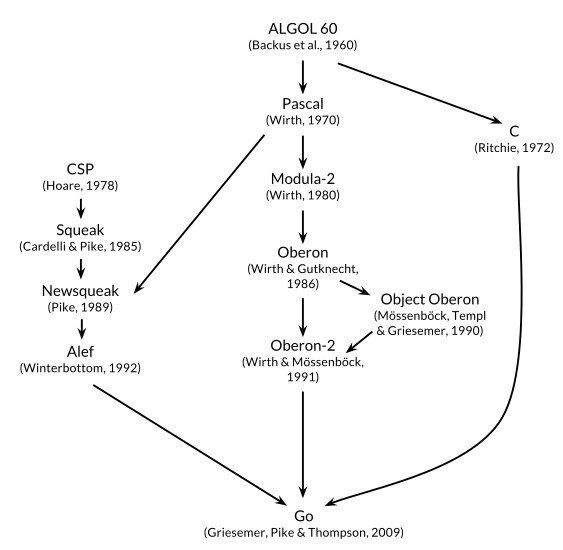 ALGOL 60
(Backus et al., 1960)
Pascal
(Wirth, 1970)
C
(Ritchie, 1972)
CSP
(Hoare, 1978)
Modula-2
(Wirth, 1980)
Squeak
(Cardelli & Pike, 1985)
Oberon
(Wirth & Gutknecht,
1986)
Newsqueak
(Pike, 1989)
Object Oberon
(Mössenböck, Templ
& Griesemer, 1990)
Oberon-2
(Wirth & Mössenböck,
1991)
Alef
(Winterbottom, 1992)
Go
(Griesemer, Pike & Thompson, 2009)